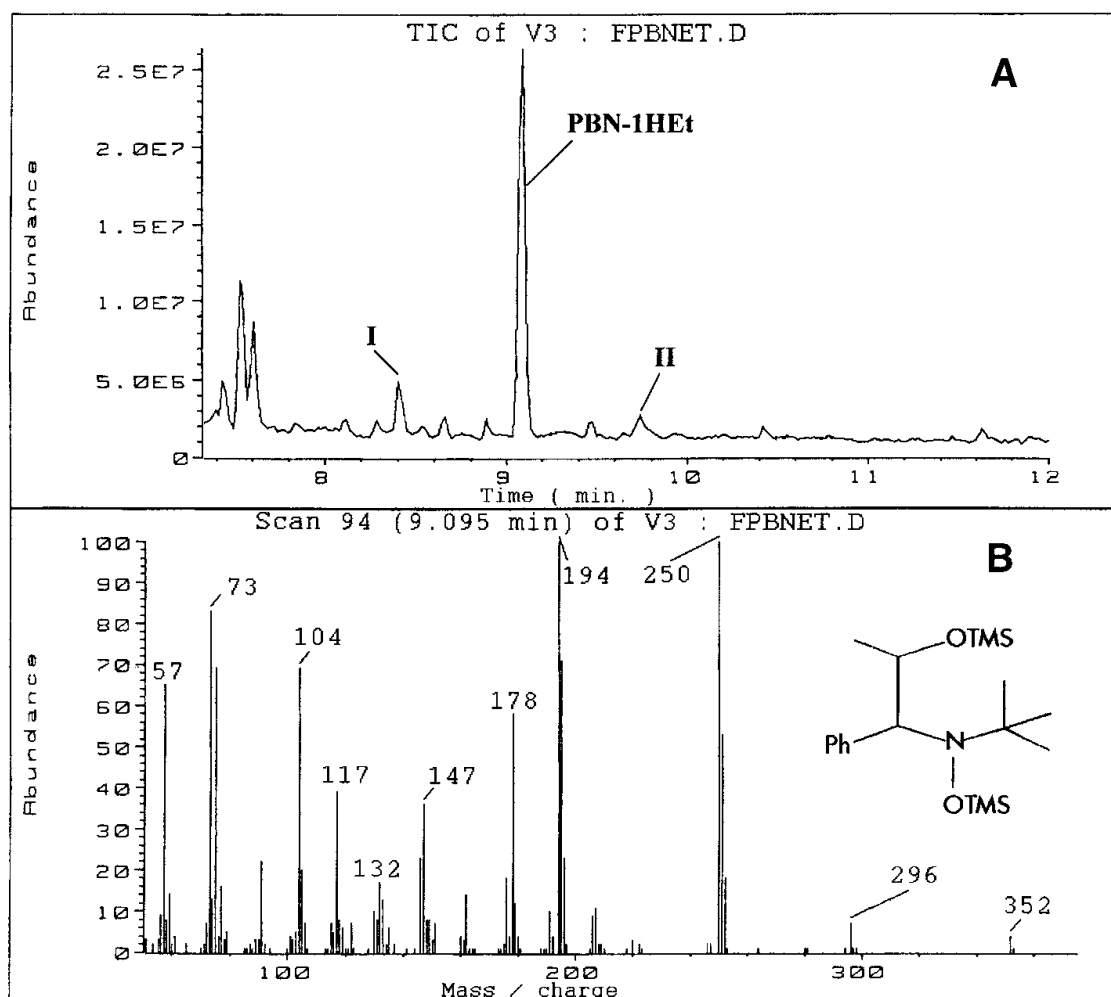 TIC of V3 : FPBNET.D
A
2.5E7
2.0E7
1.5E7
1.0E7
5.0E6
0
Abundance
PBN-1HEt
I
II
8 9 10 11 12
Time ( min. )
Scan 94 (9.095 min) of V3 : FPBNET.D
B
100
90
80
70
60
50
40
30
20
10
0
Abundance
57
73
104
117
132
147
178
194
250
296
352
OTMS
Ph
N
OTMS
100 200 300
Mass / charge